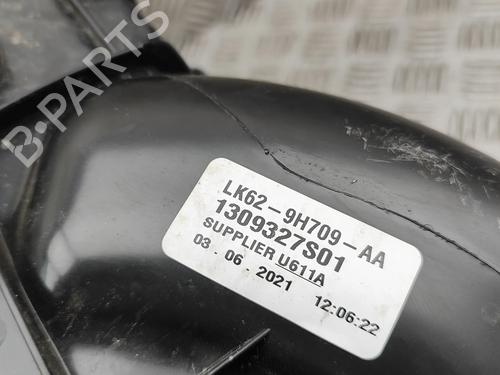 B-PARTS
LK62-9H709-AA
1309327S01
SUPPLIER U611A
03 - 06 - 2021 12:06:22